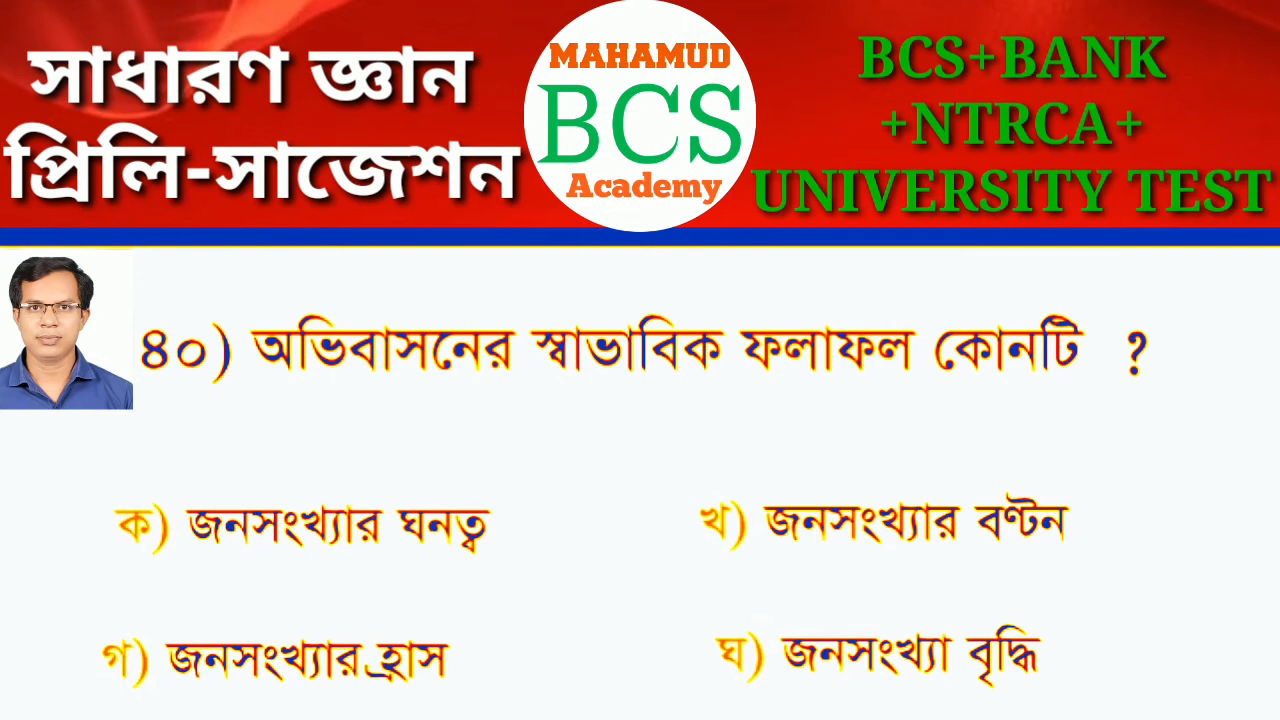 সাধারণ জ্ঞান
প্রিলি-সাজেশন
MAHAMUD
BCS
Academy
BCS+BANK
+NTRCA+
UNIVERSITY TEST
৪০) অভিবাসনের স্বাভাবিক ফলাফল কোনটি ?
ক) জনসংখ্যার ঘনত্ব
খ) জনসংখ্যার বণ্টন
গ) জনসংখ্যার হ্রাস
ঘ) জনসংখ্যা বৃদ্ধি